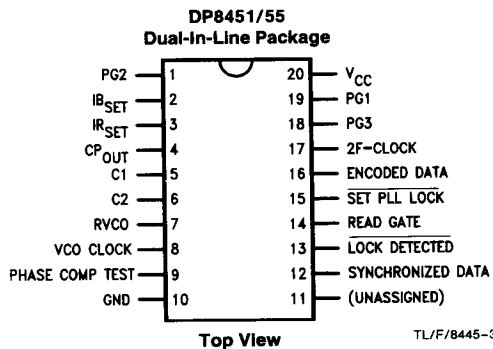 DP8451/55
Dual-In-Line Package
PG2 1 20 VCC
IBSET 2 19 PG1
IRSET 3 18 PG3
CPOUT 4 17 2F-CLOCK
C1 5 16 ENCODED DATA
C2 6 15 SET PLL LOCK
RVCO 7 14 READ GATE
VCO CLOCK 8 13 LOCK DETECTED
PHASE COMP TEST 9 12 SYNCHRONIZED DATA
GND 10 11 (UNASSIGNED)
Top View
TL/F/8445-3